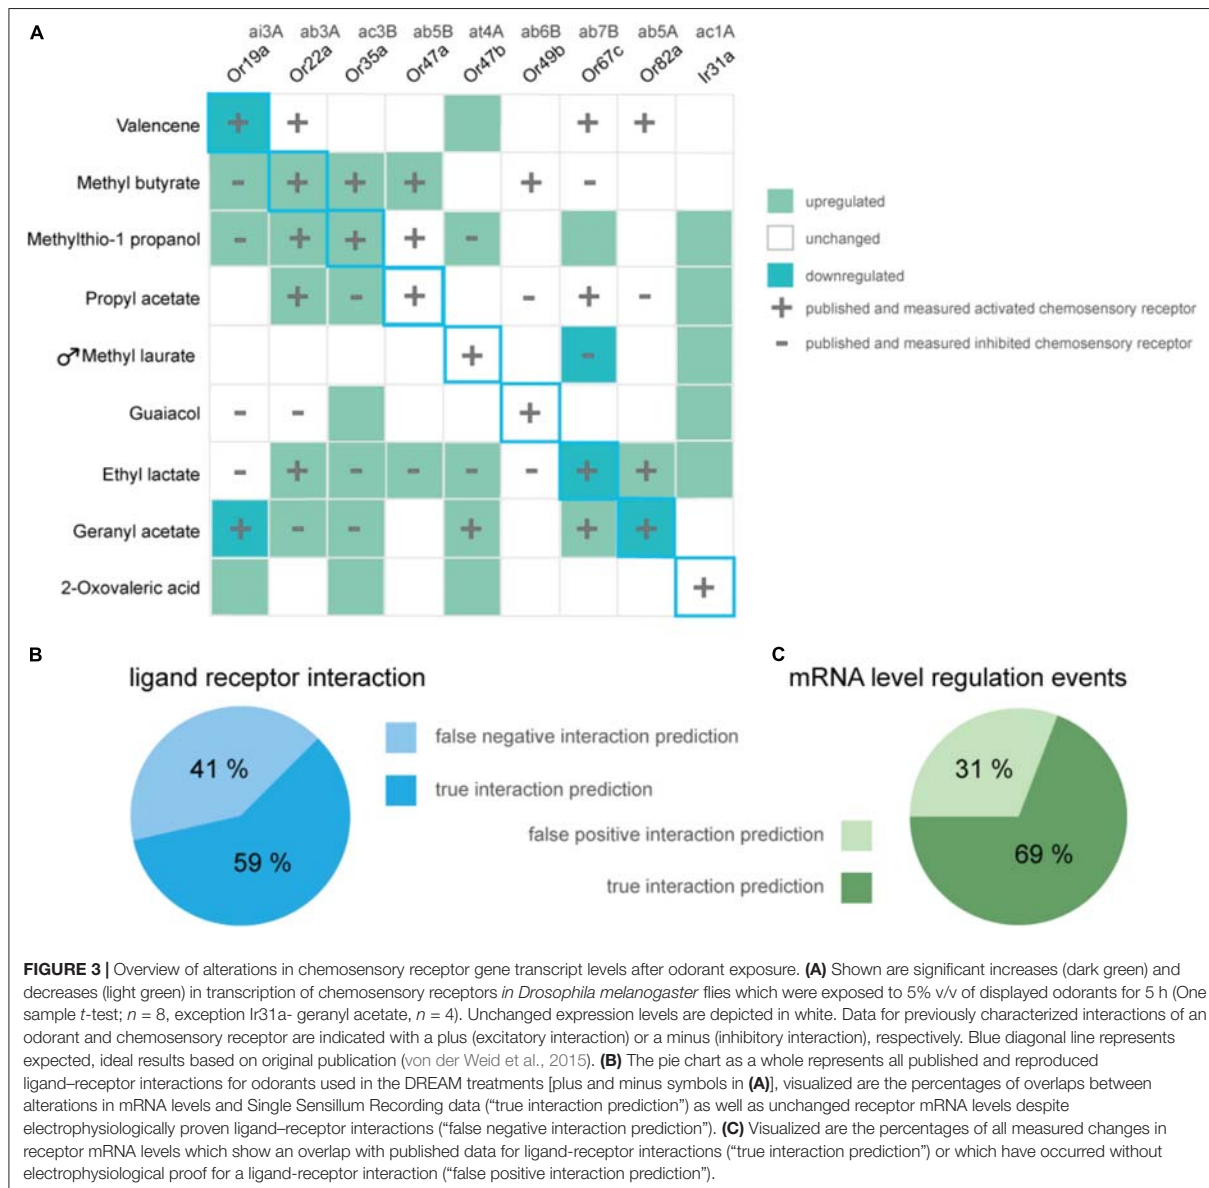 A
ai3A ab3A ac3B ab5B at4A ab6B ab7B ab5A ac1A
Or19a Or22a Or35a Or47a Or47b Or49b Or67c Or82a Ir31a
Valencene + + + +
Methyl butyrate - + + + + -
Methylthio-1 propanol - + + + -
Propyl acetate + - + - + -
♂Methyl laurate + -
Guaiacol - - +
Ethyl lactate - + - - - - + +
Geranyl acetate + - - + + +
2-Oxovaleric acid +
upregulated
unchanged
downregulated
+ published and measured activated chemosensory receptor
- published and measured inhibited chemosensory receptor
B
ligand receptor interaction
41 %
59 %
false negative interaction prediction
true interaction prediction
C
mRNA level regulation events
31 %
69 %
false positive interaction prediction
true interaction prediction
FIGURE 3 | Overview of alterations in chemosensory receptor gene transcript levels after odorant exposure. (A) Shown are significant increases (dark green) and
decreases (light green) in transcription of chemosensory receptors in Drosophila melanogaster flies which were exposed to 5% v/v of displayed odorants for 5 h (One
sample t-test; n = 8, exception Ir31a- geranyl acetate, n = 4). Unchanged expression levels are depicted in white. Data for previously characterized interactions of an
odorant and chemosensory receptor are indicated with a plus (excitatory interaction) or a minus (inhibitory interaction), respectively. Blue diagonal line represents
expected, ideal results based on original publication (von der Weid et al., 2015). (B) The pie chart as a whole represents all published and reproduced
ligand–receptor interactions for odorants used in the DREAM treatments [plus and minus symbols in (A)], visualized are the percentages of overlaps between
alterations in mRNA levels and Single Sensillum Recording data (“true interaction prediction”) as well as unchanged receptor mRNA levels despite
electrophysiologically proven ligand–receptor interactions (“false negative interaction prediction”). (C) Visualized are the percentages of all measured changes in
receptor mRNA levels which show an overlap with published data for ligand-receptor interactions (“true interaction prediction”) or which have occurred without
electrophysiological proof for a ligand-receptor interaction (“false positive interaction prediction”).